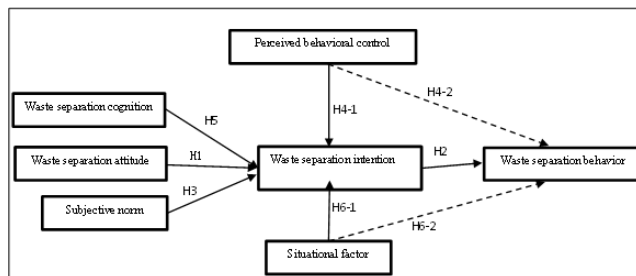 Perceived behavioral control
Waste separation cognition
H5
H4-1
H4-2
Waste separation attitude
H1
Waste separation intention
H2
Waste separation behavior
H3
Subjective norm
H6-1
H6-2
Situational factor